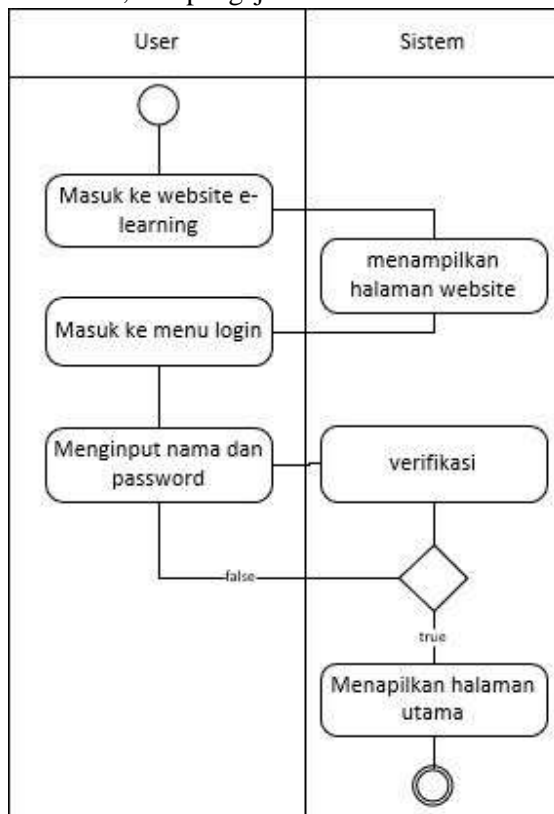 User
Sistem
Masuk ke website e-
learning
menampilkan
halaman website
Masuk ke menu login
Menginput nama dan
password
verifikasi
false
true
Menapilkan halaman
utama